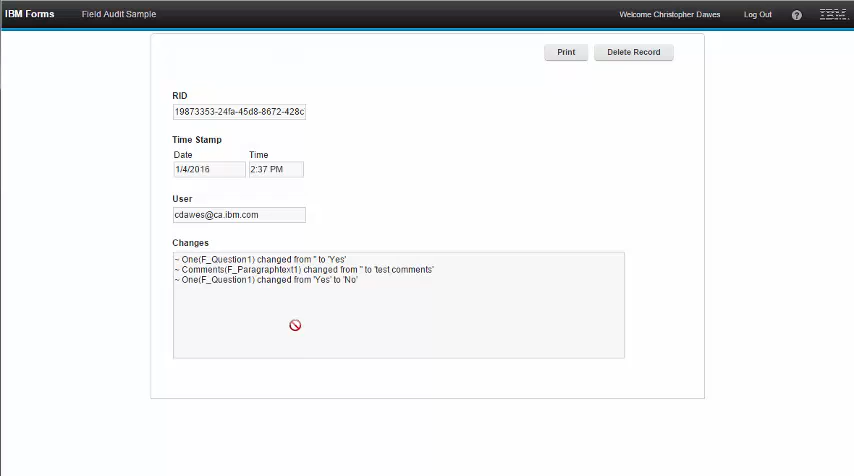 IBM Forms Field Audit Sample Welcome Christopher Dawes Log Out ? IBM.
Print Delete Record
RID
19873353-24fa-45d8-8672-428c
Time Stamp
Date Time
1/4/2016 2:37 PM
User
cdawes@ca.ibm.com
Changes
~ One(F_Question1) changed from '' to 'Yes'
~ Comments(F_Paragraphtext1) changed from '' to 'test comments'
~ One(F_Question1) changed from 'Yes' to 'No'